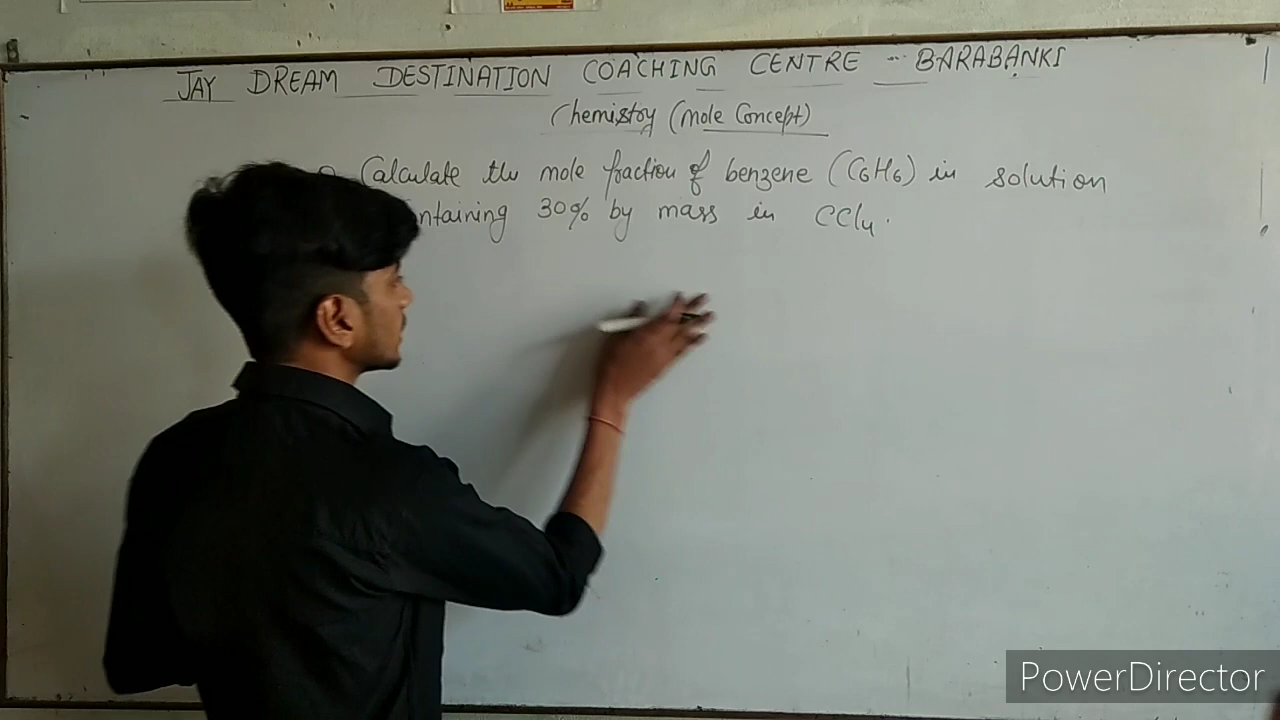 JAY DREAM DESTINATION COACHING CENTRE - BARABANKI
Chemistry (Mole Concept)
Calculate the mole fraction of benzene (C6H6) in solution
ntaining 30% by mass in CCl4.
PowerDirector